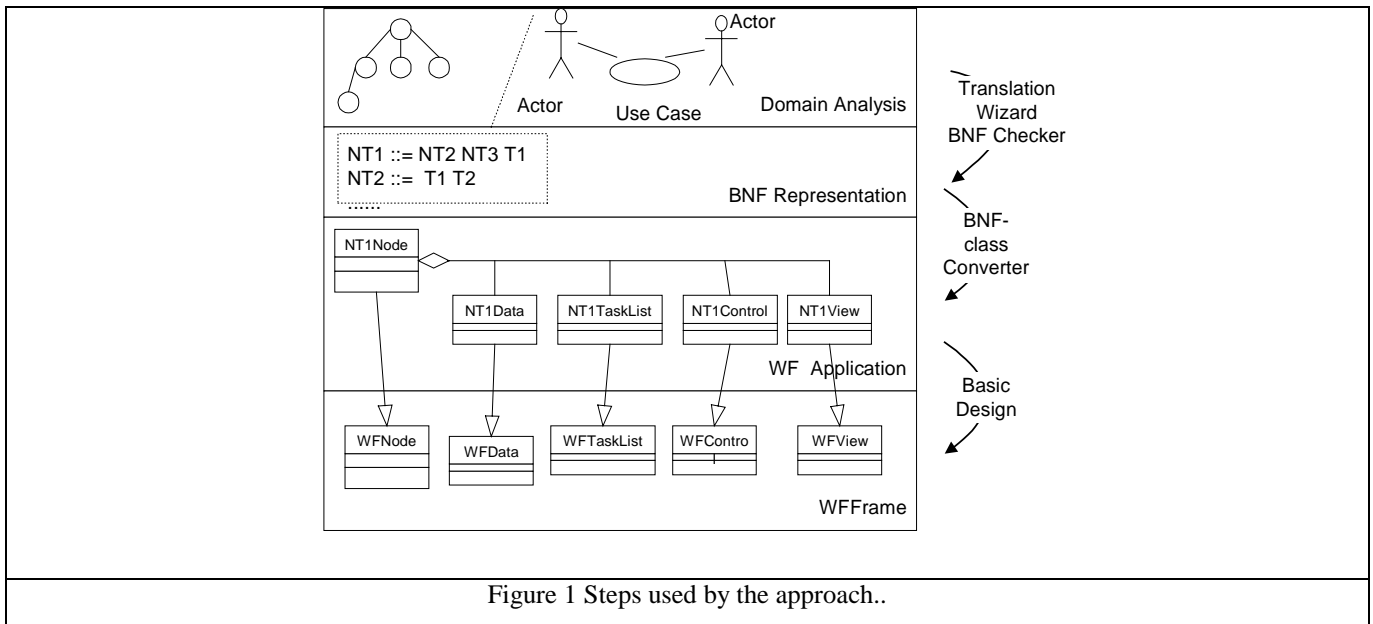 Actor
Actor
Use Case
Domain Analysis
Translation
Wizard
BNF Checker
NT1 ::= NT2 NT3 T1
NT2 ::= T1 T2
......
BNF Representation
BNF-
class
Converter
NT1Node
NT1Data
NT1TaskList
NT1Control
NT1View
WF Application
Basic
Design
WFNode
WFData
WFTaskList
WFContro
WFView
WFFrame
Figure 1 Steps used by the approach..